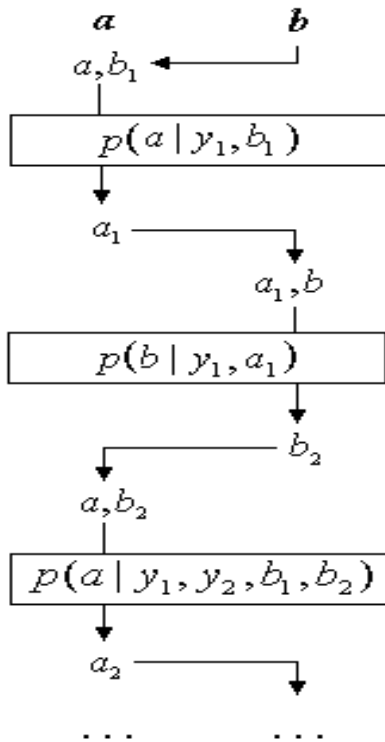 a b
a,b₁
p(a | y₁,b₁)
a₁
a₁,b
p(b | y₁,a₁)
b₂
a,b₂
p(a | y₁,y₂,b₁,b₂)
a₂
. . . . . .